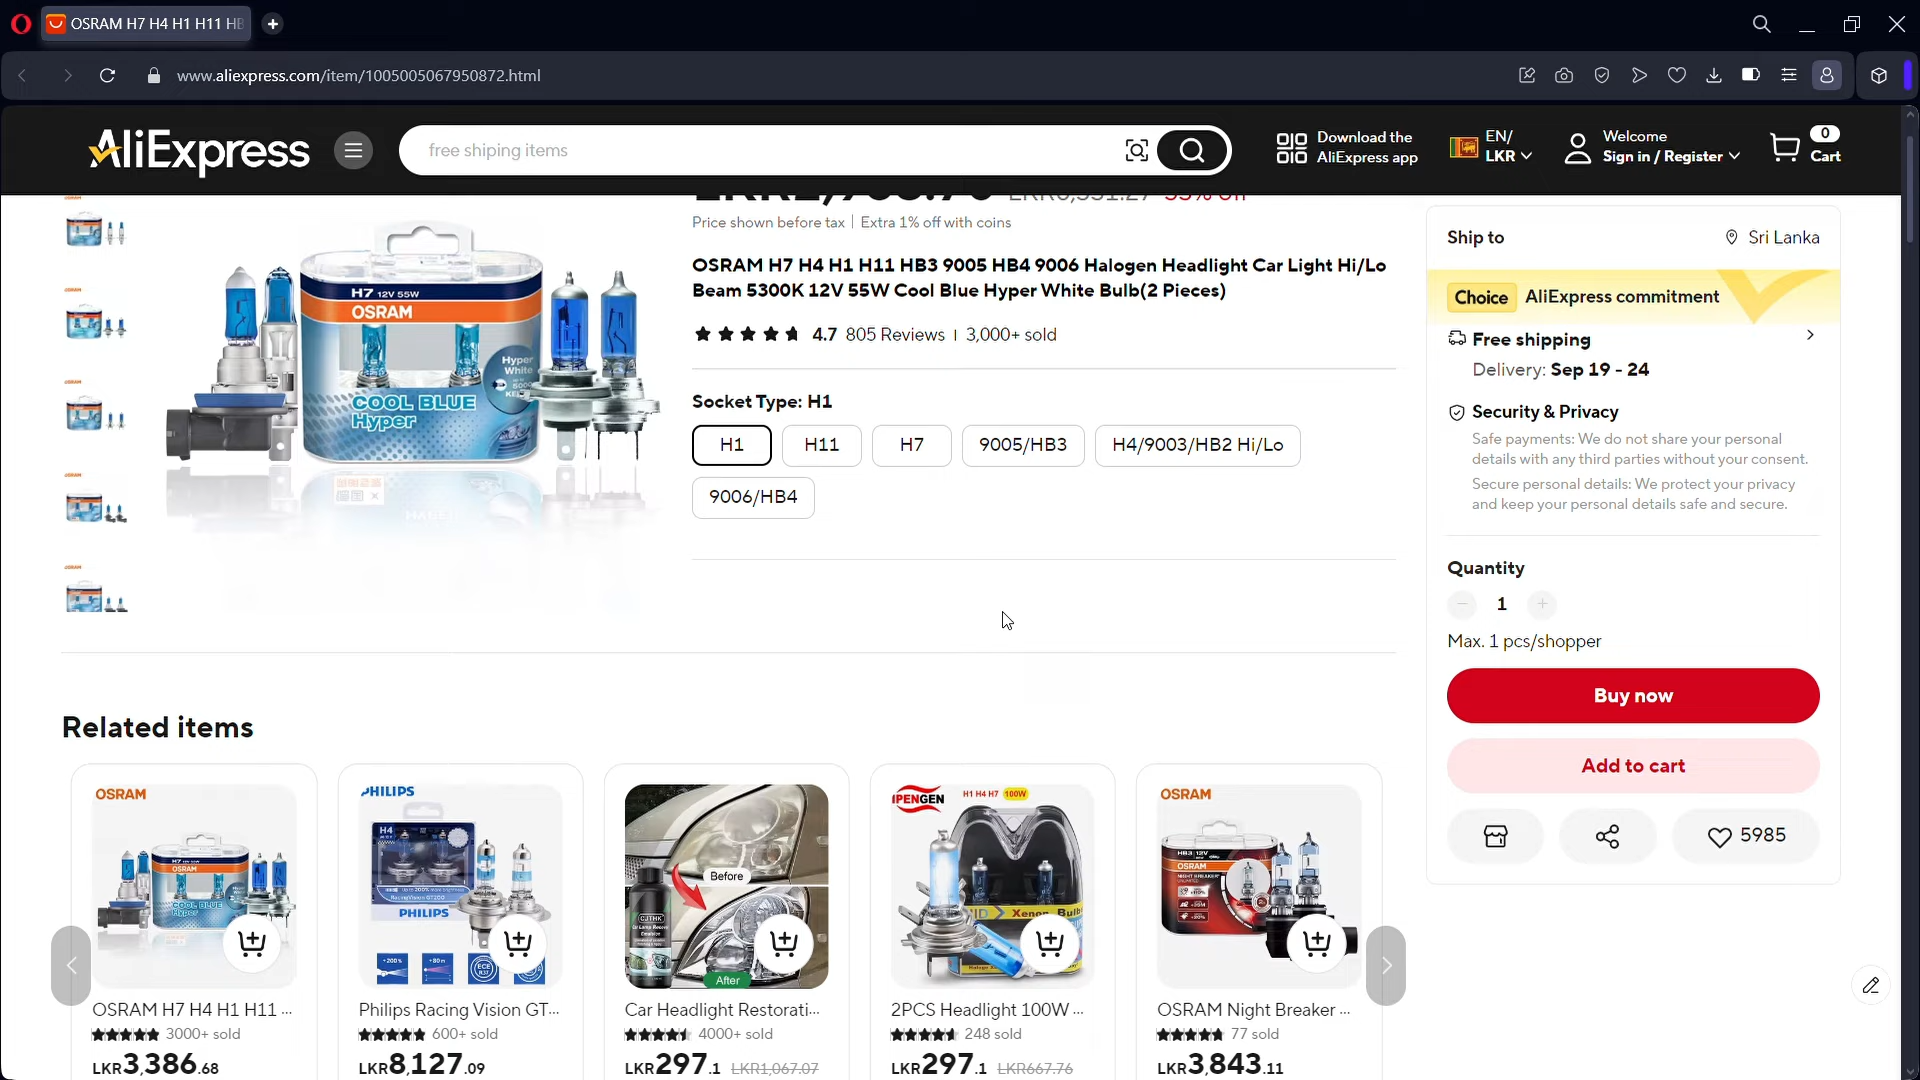 OSRAM H7 H4 H1 H11 HB
www.aliexpress.com/item/1005005067950872.html
AliExpress
free shiping items
Download the
AliExpress app
EN/
LKR
Welcome
Sign in / Register
0
Cart
Price shown before tax | Extra 1% off with coins
OSRAM H7 H4 H1 H11 HB3 9005 HB4 9006 Halogen Headlight Car Light Hi/Lo
Beam 5300K 12V 55W Cool Blue Hyper White Bulb(2 Pieces)
4.7 805 Reviews | 3,000+ sold
Socket Type: H1
H1
H11
H7
9005/HB3
H4/9003/HB2 Hi/Lo
9006/HB4
H7 12V 55W
OSRAM
Hyper
White
COOL BLUE
Hyper
Ship to
Sri Lanka
Choice
AliExpress commitment
Free shipping
Delivery: Sep 19 - 24
Security & Privacy
Safe payments: We do not share your personal
details with any third parties without your consent.
Secure personal details: We protect your privacy
and keep your personal details safe and secure.
Quantity
1
Max. 1 pcs/shopper
Buy now
Add to cart
5985
Related items
OSRAM
OSRAM H7 H4 H1 H11 ...
3000+ sold
LKR3,386.68
PHILIPS
H4
PHILIPS
Philips Racing Vision GT...
600+ sold
LKR8,127.09
Before
After
Car Headlight Restorati...
4000+ sold
LKR297.1 LKR1,067.07
IPENGEN
H1 H4 H7 100W
2PCS Headlight 100W ...
248 sold
LKR297.1 LKR667.76
OSRAM
OSRAM Night Breaker ...
77 sold
LKR3,843.11